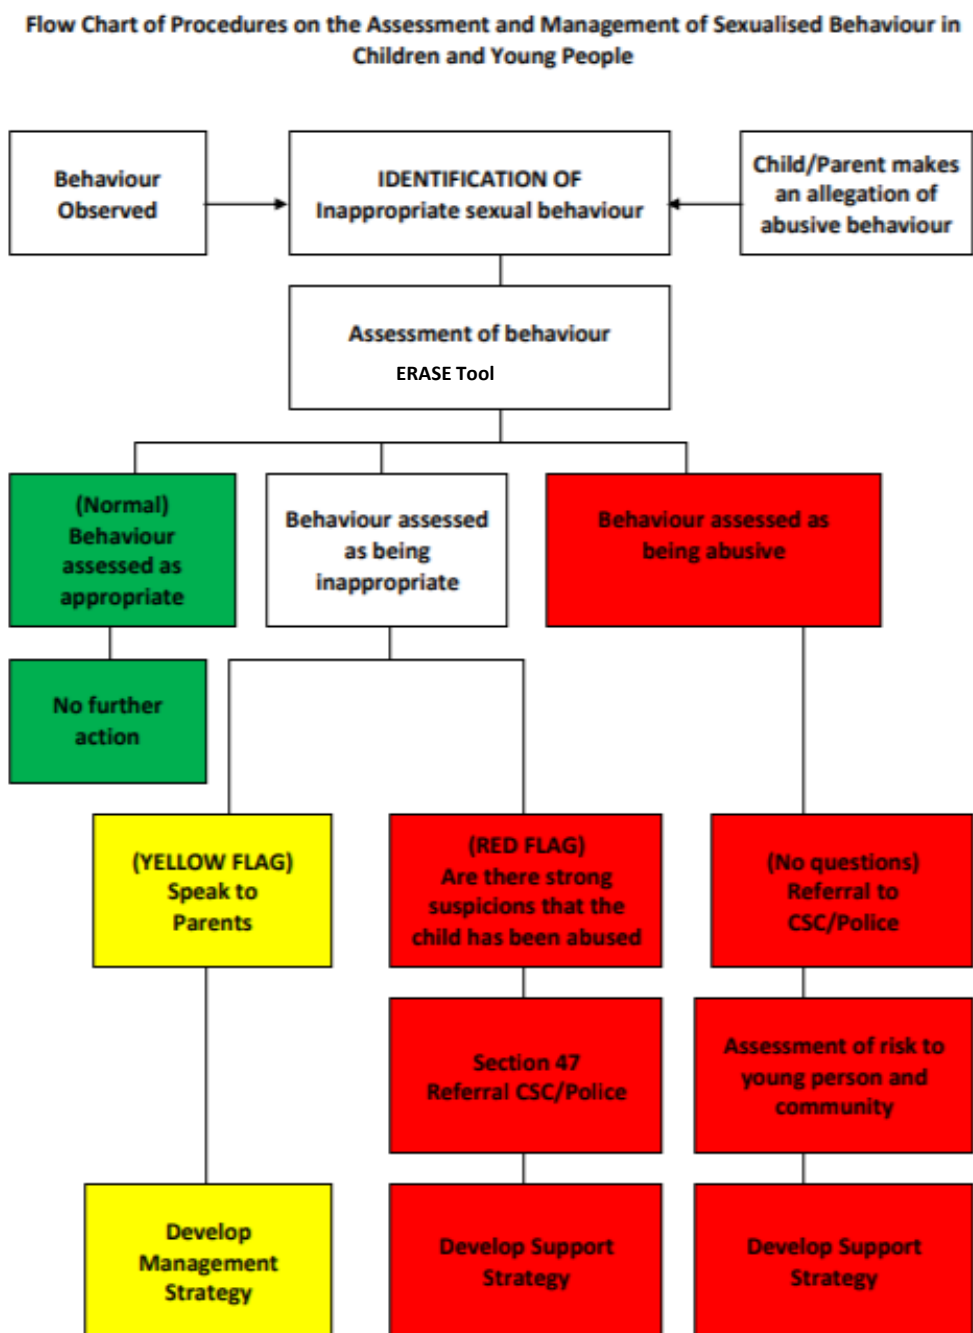 Flow Chart of Procedures on the Assessment and Management of Sexualised Behaviour in
Children and Young People
Behaviour
Observed
IDENTIFICATION OF
Inappropriate sexual behaviour
Child/Parent makes
an allegation of
abusive behaviour
Assessment of behaviour
ERASE Tool
(Normal)
Behaviour
assessed as
appropriate
Behaviour assessed
as being
inappropriate
Behaviour assessed as
being abusive
No further
action
(YELLOW FLAG)
Speak to
Parents
(RED FLAG)
Are there strong
suspicions that the
child has been abused
(No questions)
Referral to
CSC/Police
Section 47
Referral CSC/Police
Assessment of risk to
young person and
community
Develop
Management
Strategy
Develop Support
Strategy
Develop Support
Strategy